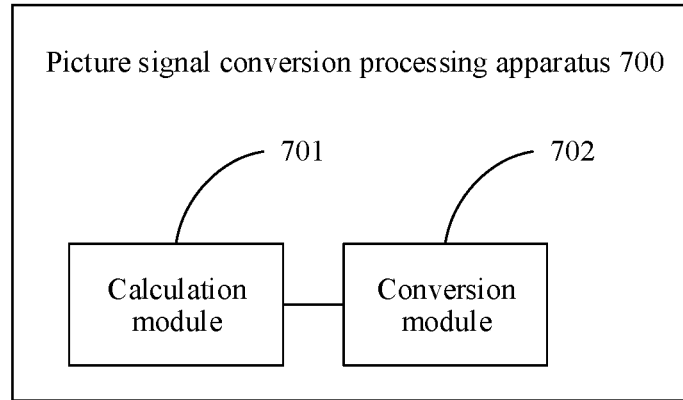 Picture signal conversion processing apparatus 700
701
702
Calculation
module
Conversion
module